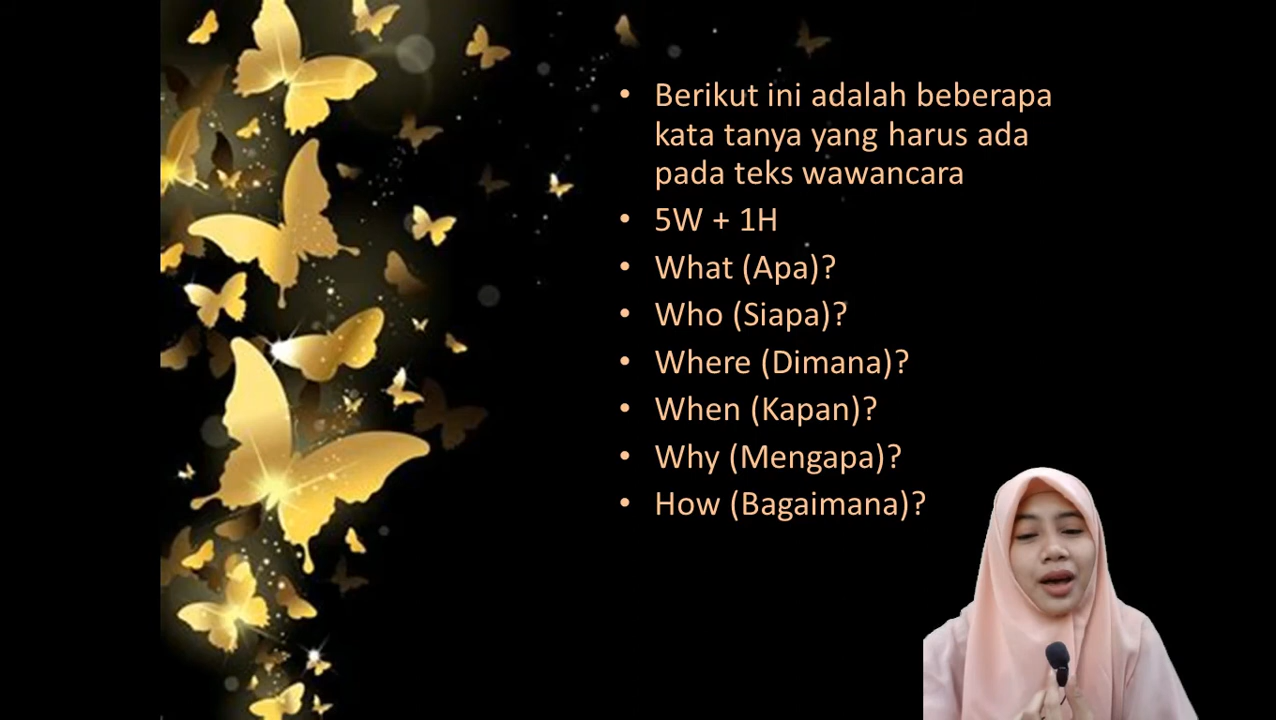 • Berikut ini adalah beberapa
kata tanya yang harus ada
pada teks wawancara
• 5W + 1H
• What (Apa)?
• Who (Siapa)?
• Where (Dimana)?
• When (Kapan)?
• Why (Mengapa)?
• How (Bagaimana)?